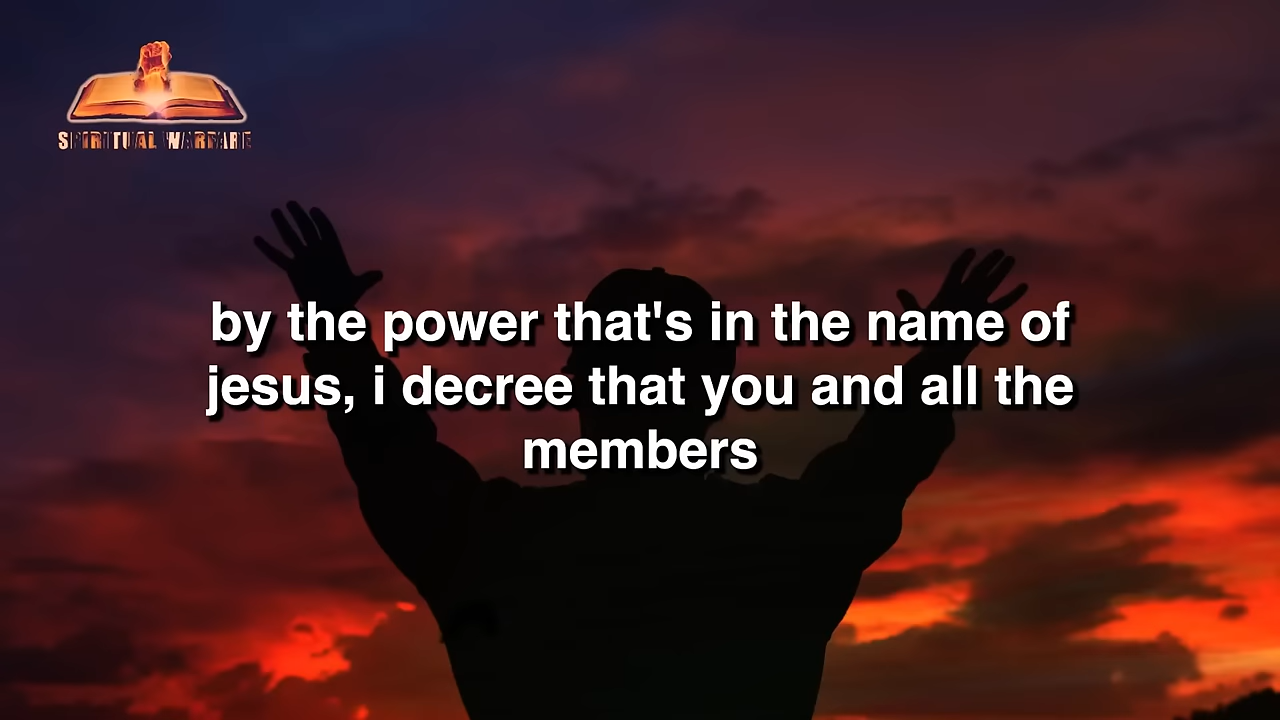 SPIRITUAL WARFARE
by the power that's in the name of
jesus, i decree that you and all the
members